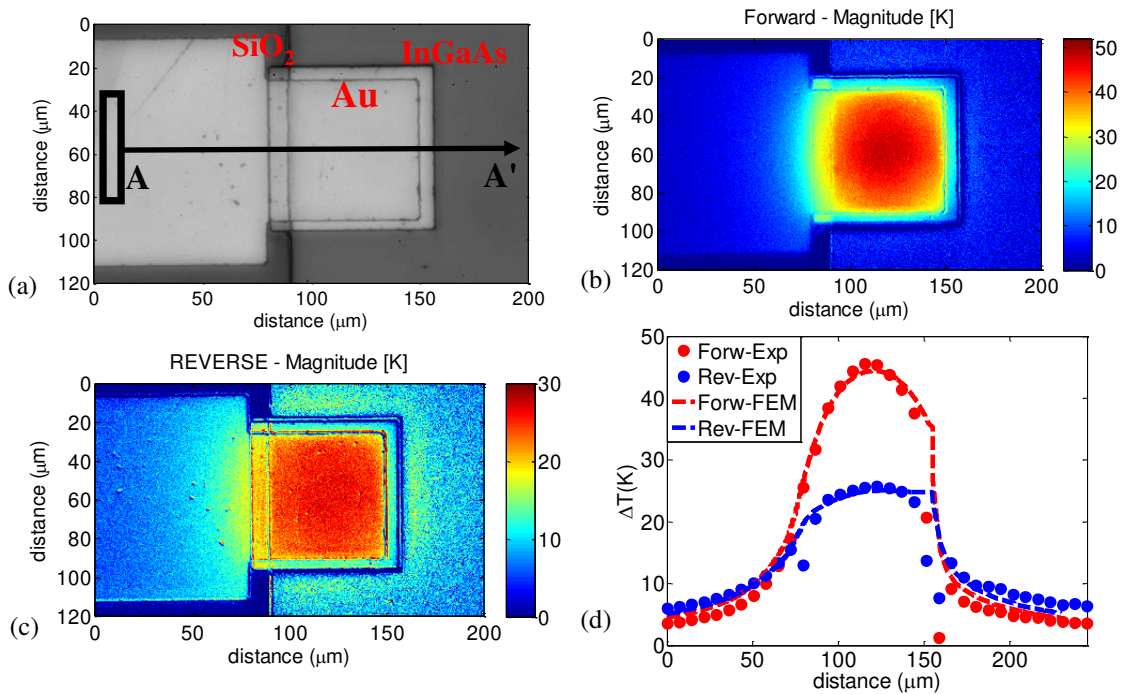 0
20
40
60
80
100
120
distance (μm)
SiO2
InGaAs
Au
A
A'
0
50
100
150
200
distance (μm)
(a)
Forward - Magnitude [K]
0
20
40
60
80
100
120
distance (μm)
0
50
100
150
200
distance (μm)
50
40
30
20
10
0
(b)
REVERSE - Magnitude [K]
0
20
40
60
80
100
120
distance (μm)
0
50
100
150
200
distance (μm)
30
20
10
0
(c)
50
40
30
20
10
0
ΔT(K)
Forw-Exp
Rev-Exp
Forw-FEM
Rev-FEM
0
50
100
150
200
distance (μm)
(d)